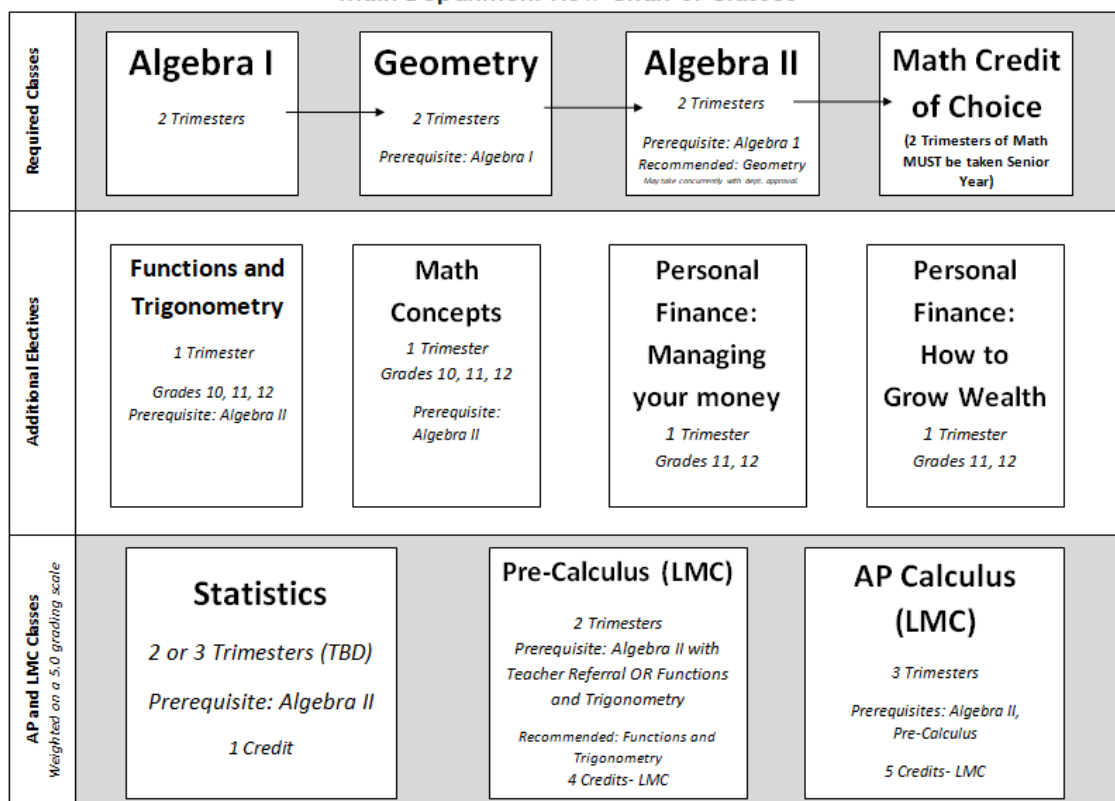 Required Classes
Algebra I
2 Trimesters
Geometry
2 Trimesters
Prerequisite: Algebra I
Algebra II
2 Trimesters
Prerequisite: Algebra 1
Recommended: Geometry
May take concurrently with dept. approval.
Math Credit
of Choice
(2 Trimesters of Math
MUST be taken Senior
Year)
Additional Electives
Functions and
Trigonometry
1 Trimester
Grades 10, 11, 12
Prerequisite: Algebra II
Math
Concepts
1 Trimester
Grades 10, 11, 12
Prerequisite:
Algebra II
Personal
Finance:
Managing
your money
1 Trimester
Grades 11, 12
Personal
Finance:
How to
Grow Wealth
1 Trimester
Grades 11, 12
AP and LMC Classes
Weighted on a 5.0 grading scale
Statistics
2 or 3 Trimesters (TBD)
Prerequisite: Algebra II
1 Credit
Pre-Calculus (LMC)
2 Trimesters
Prerequisite: Algebra II with
Teacher Referral OR Functions
and Trigonometry
Recommended: Functions and
Trigonometry
4 Credits- LMC
AP Calculus
(LMC)
3 Trimesters
Prerequisites: Algebra II,
Pre-Calculus
5 Credits- LMC